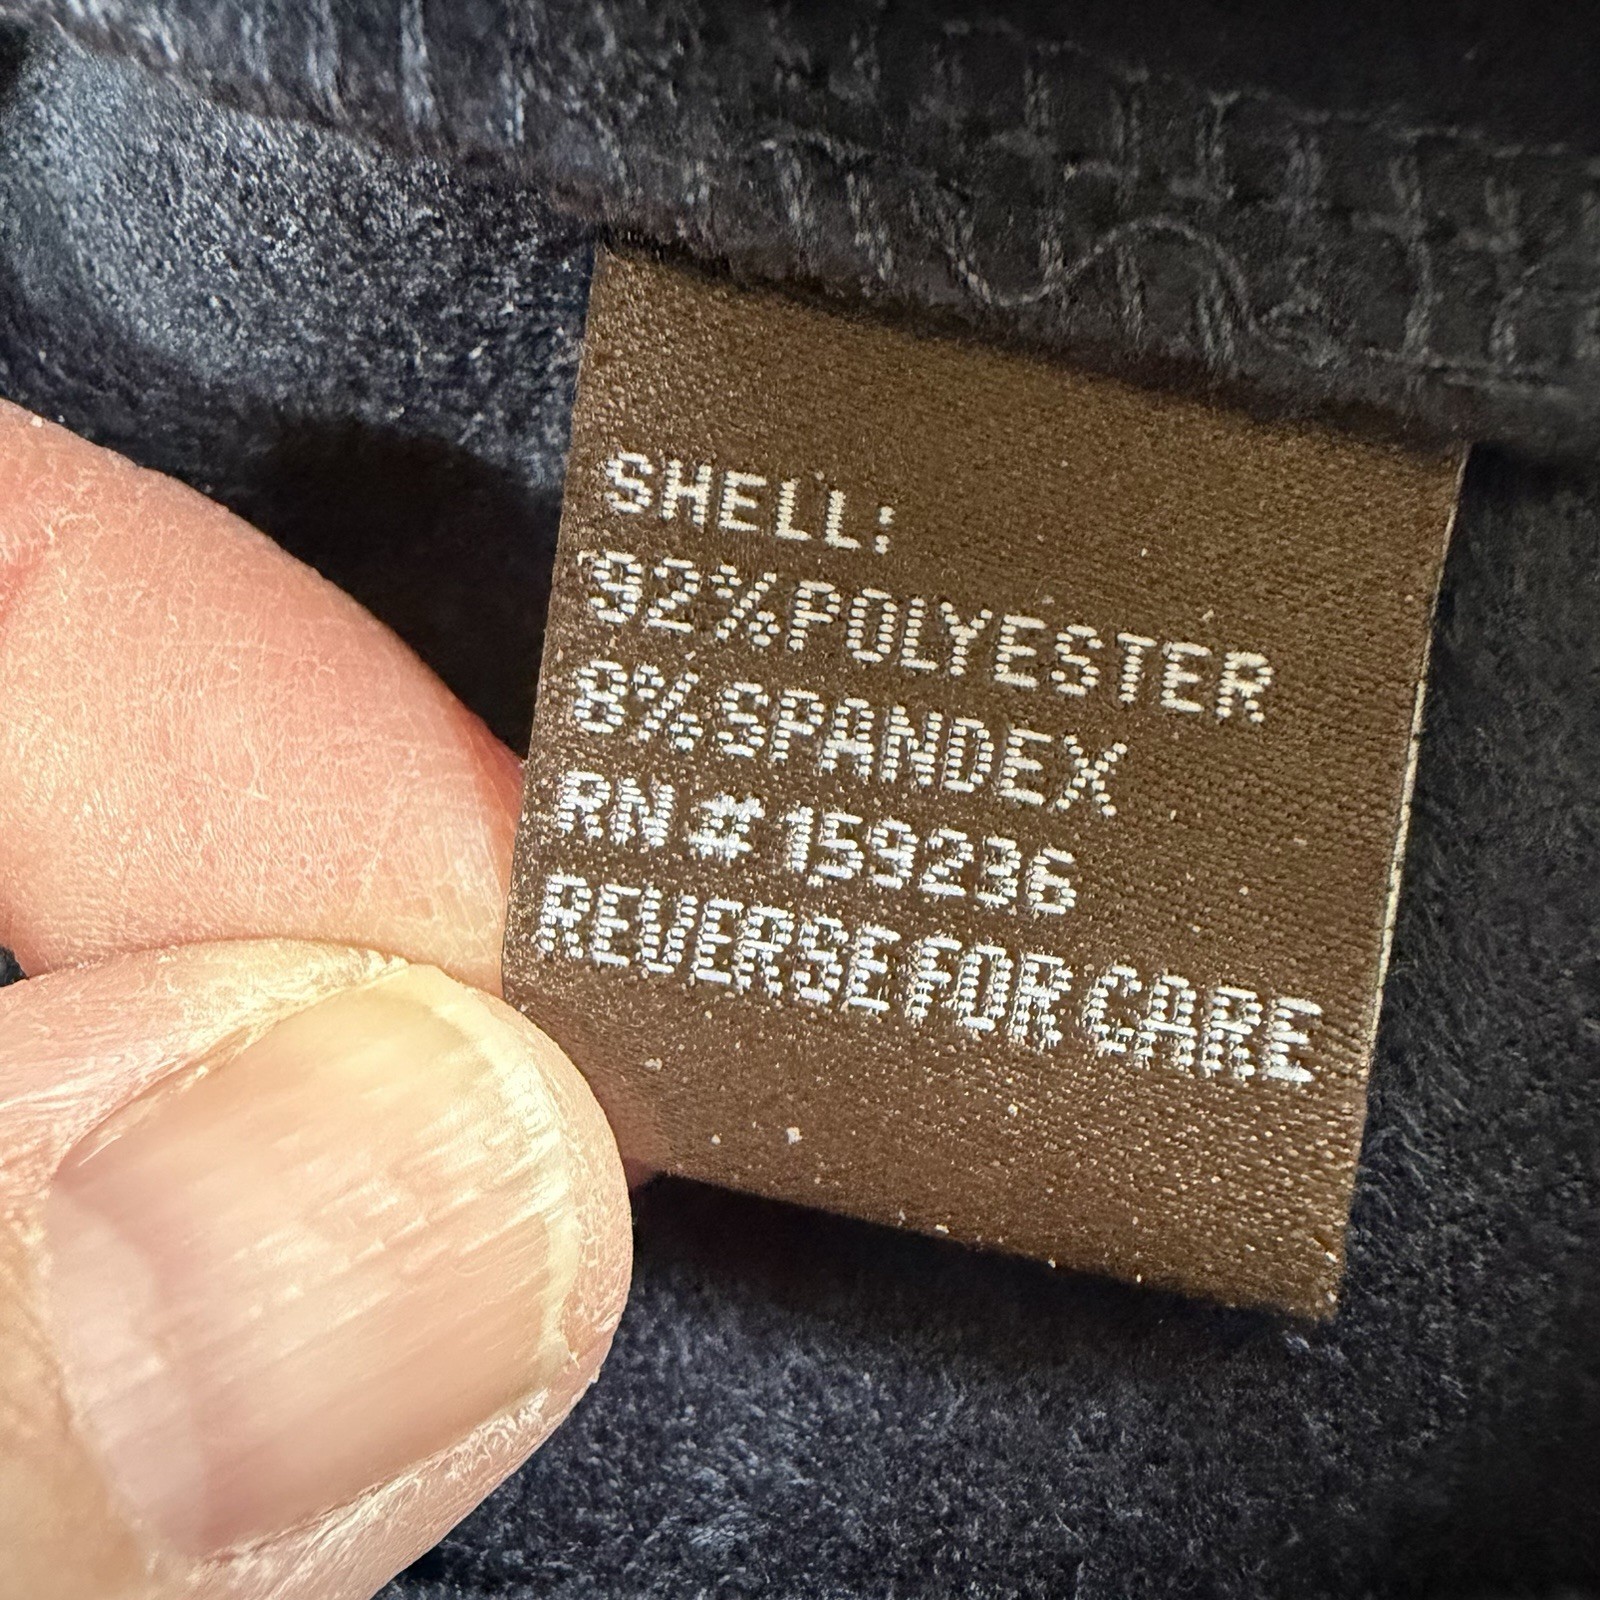 SHELL:
92% POLYESTER
8% SPANDEX
RN # 159236
REVERSE FOR CARE